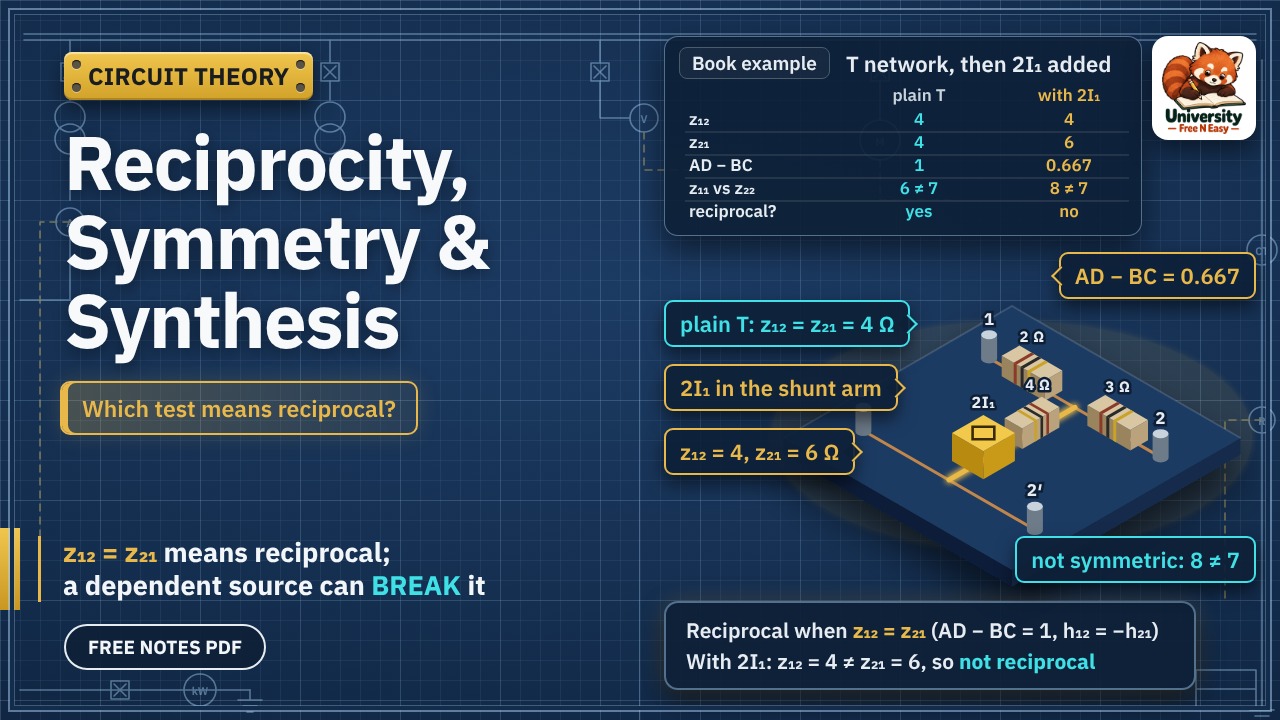 CIRCUIT THEORY
Reciprocity,
Symmetry &
Synthesis
Which test means reciprocal?
z₁₂ = z₂₁ means reciprocal;
a dependent source can BREAK it
FREE NOTES PDF
kW
V
Book example
T network, then 2I₁ added
plain T with 2I₁
z₁₂ 4 4
z₂₁ 4 6
AD − BC 1 0.667
z₁₁ vs z₂₂ 6 ≠ 7 8 ≠ 7
reciprocal? yes no
University
Free N Easy
AD − BC = 0.667
plain T: z₁₂ = z₂₁ = 4 Ω
2I₁ in the shunt arm
z₁₂ = 4, z₂₁ = 6 Ω
1
2 Ω
4 Ω
3 Ω
2I₁
2
2′
not symmetric: 8 ≠ 7
Reciprocal when z₁₂ = z₂₁ (AD − BC = 1, h₁₂ = −h₂₁)
With 2I₁: z₁₂ = 4 ≠ z₂₁ = 6, so not reciprocal